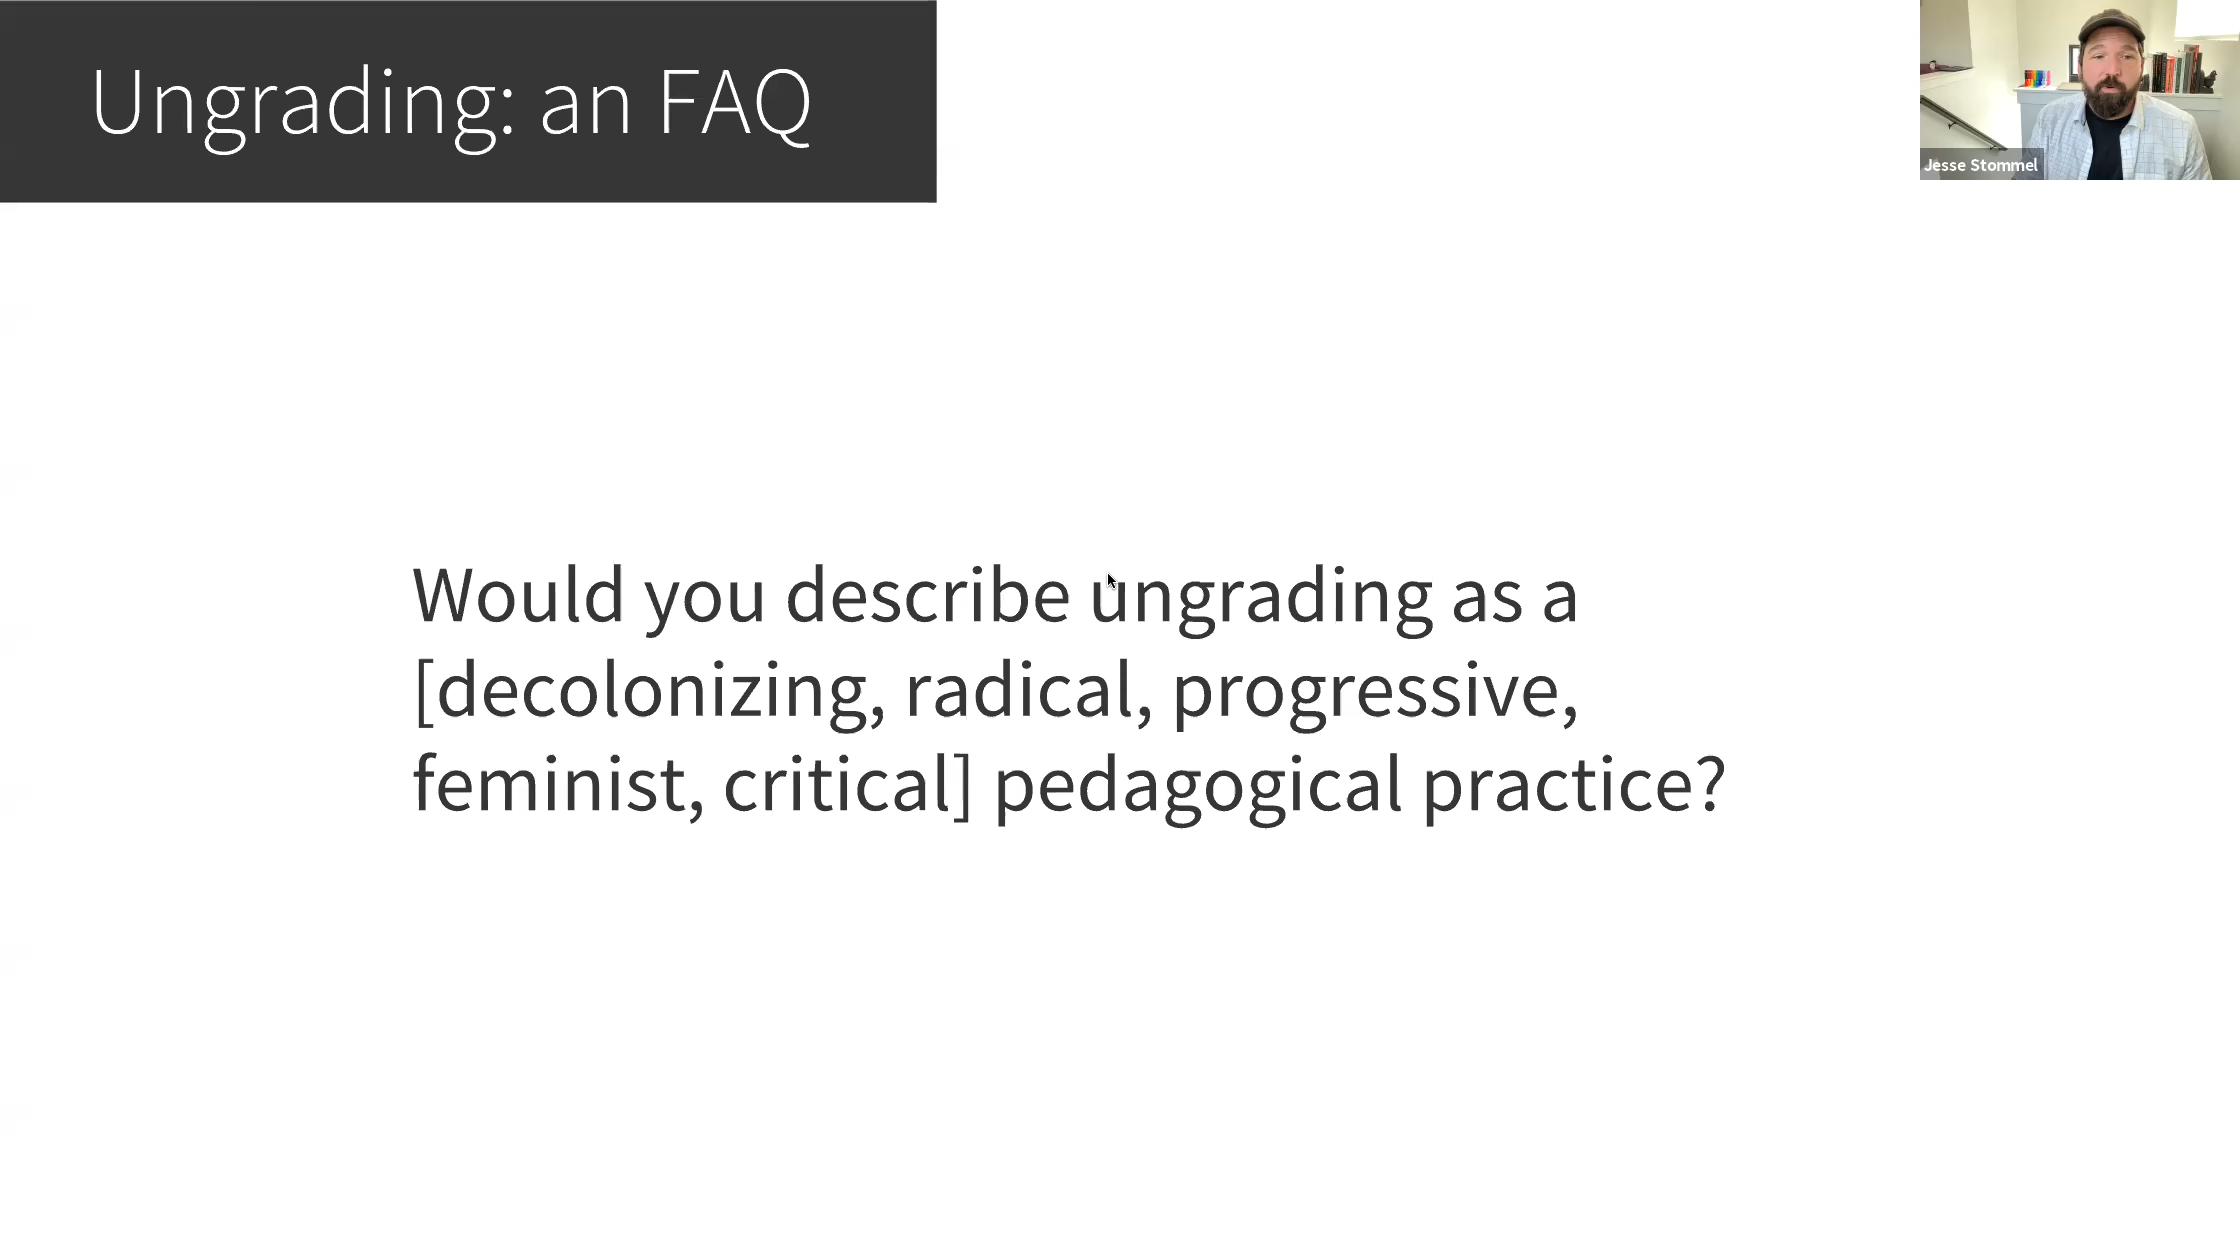 Ungrading: an FAQ
Jesse Stommel
Would you describe ungrading as a
[decolonizing, radical, progressive,
feminist, critical] pedagogical practice?